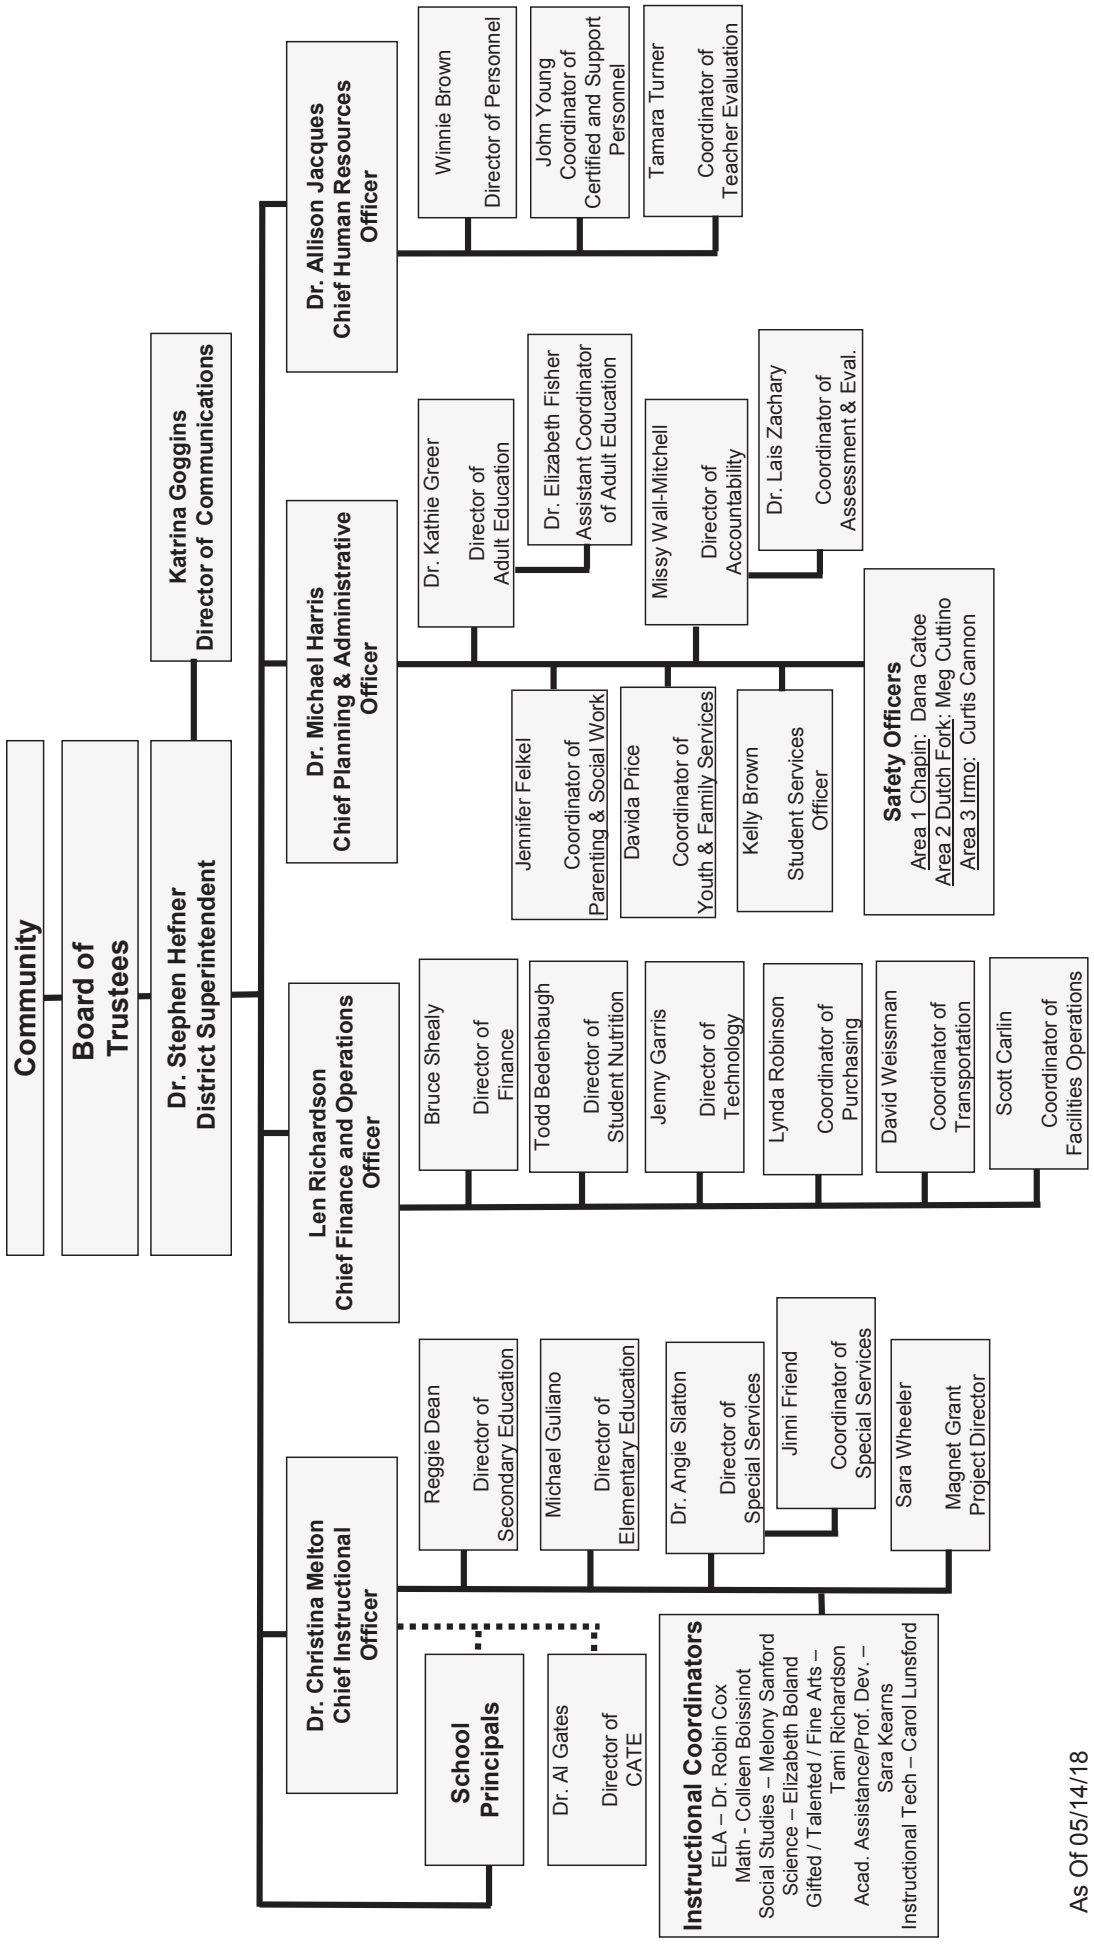 Community
Board of
Trustees
Dr. Stephen Hefner
District Superintendent
Katrina Goggins
Director of Communications
Dr. Christina Melton
Chief Instructional
Officer
Len Richardson
Chief Finance and Operations
Officer
Dr. Michael Harris
Chief Planning & Administrative
Officer
Dr. Allison Jacques
Chief Human Resources
Officer
School
Principals
Dr. Al Gates
Director of
CATE
Instructional Coordinators
ELA – Dr. Robin Cox
Math - Colleen Boissinot
Social Studies – Melony Sanford
Science – Elizabeth Boland
Gifted / Talented / Fine Arts –
Tami Richardson
Acad. Assistance/Prof. Dev. –
Sara Kearns
Instructional Tech – Carol Lunsford
Reggie Dean
Director of
Secondary Education
Michael Guliano
Director of
Elementary Education
Dr. Angie Slatton
Director of
Special Services
Jinni Friend
Coordinator of
Special Services
Sara Wheeler
Magnet Grant
Project Director
Bruce Shealy
Director of
Finance
Todd Bedenbaugh
Director of
Student Nutrition
Jenny Garris
Director of
Technology
Lynda Robinson
Coordinator of
Purchasing
David Weissman
Coordinator of
Transportation
Scott Carlin
Coordinator of
Facilities Operations
Jennifer Felkel
Coordinator of
Parenting & Social Work
Davida Price
Coordinator of
Youth & Family Services
Kelly Brown
Student Services
Officer
Dr. Kathie Greer
Director of
Adult Education
Dr. Elizabeth Fisher
Assistant Coordinator
of Adult Education
Missy Wall-Mitchell
Director of
Accountability
Dr. Lais Zachary
Coordinator of
Assessment & Eval.
Safety Officers
Area 1 Chapin: Dana Catoe
Area 2 Dutch Fork: Meg Cuttino
Area 3 Irmo: Curtis Cannon
Winnie Brown
Director of Personnel
John Young
Coordinator of
Certified and Support
Personnel
Tamara Turner
Coordinator of
Teacher Evaluation
As Of 05/14/18